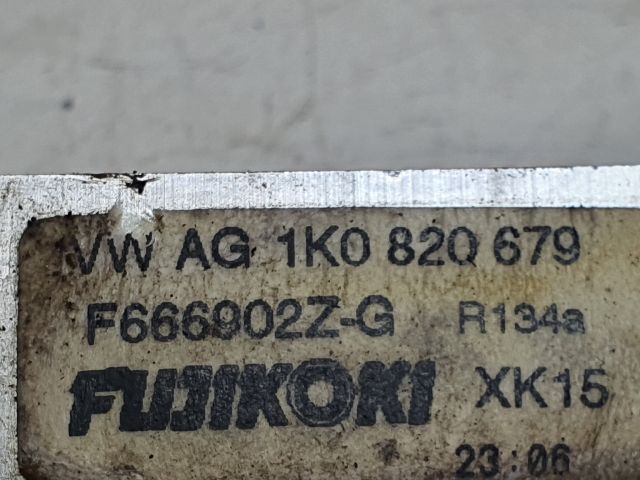 VW AG 1K0 820 679
F666902Z-G R134a
FUJIKOKI XK15
23:06